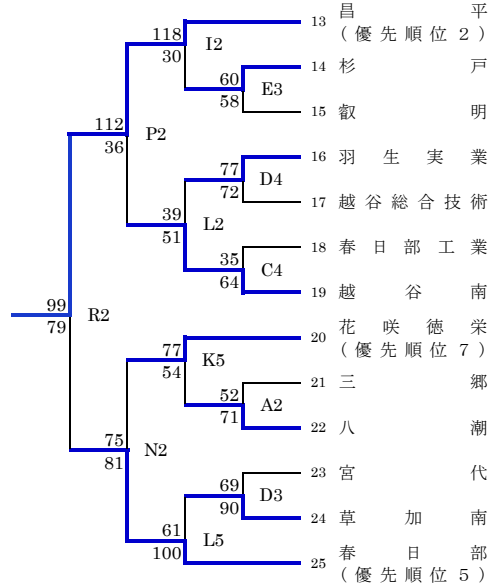 13 昌平
(優先順位2)
118 I2
30
14 杉戸
60 E3
58
15 叡明
112 P2
36
16 羽生実業
77 D4
72
17 越谷総合技術
39 L2
51
18 春日部工業
35 C4
64
19 越谷南
99 R2
79
20 花咲徳栄
(優先順位7)
77 K5
54
21 三郷
52 A2
71
22 八潮
75 N2
81
23 宮代
69 D3
90
24 草加南
61 L5
100
25 春日部
(優先順位5)